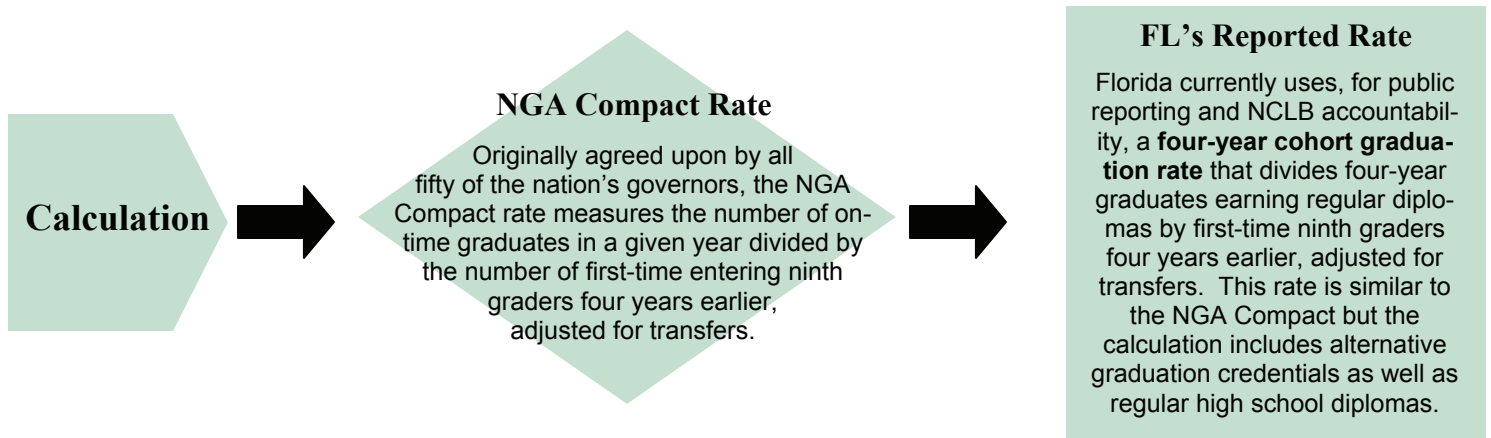 Calculation
NGA Compact Rate
Originally agreed upon by all
fifty of the nation's governors, the NGA
Compact rate measures the number of on-
time graduates in a given year divided by
the number of first-time entering ninth
graders four years earlier,
adjusted for transfers.
FL's Reported Rate
Florida currently uses, for public
reporting and NCLB accountabil-
ity, a four-year cohort gradua-
tion rate that divides four-year
graduates earning regular diplo-
mas by first-time ninth graders
four years earlier, adjusted for
transfers.  This rate is similar to
the NGA Compact but the
calculation includes alternative
graduation credentials as well as
regular high school diplomas.